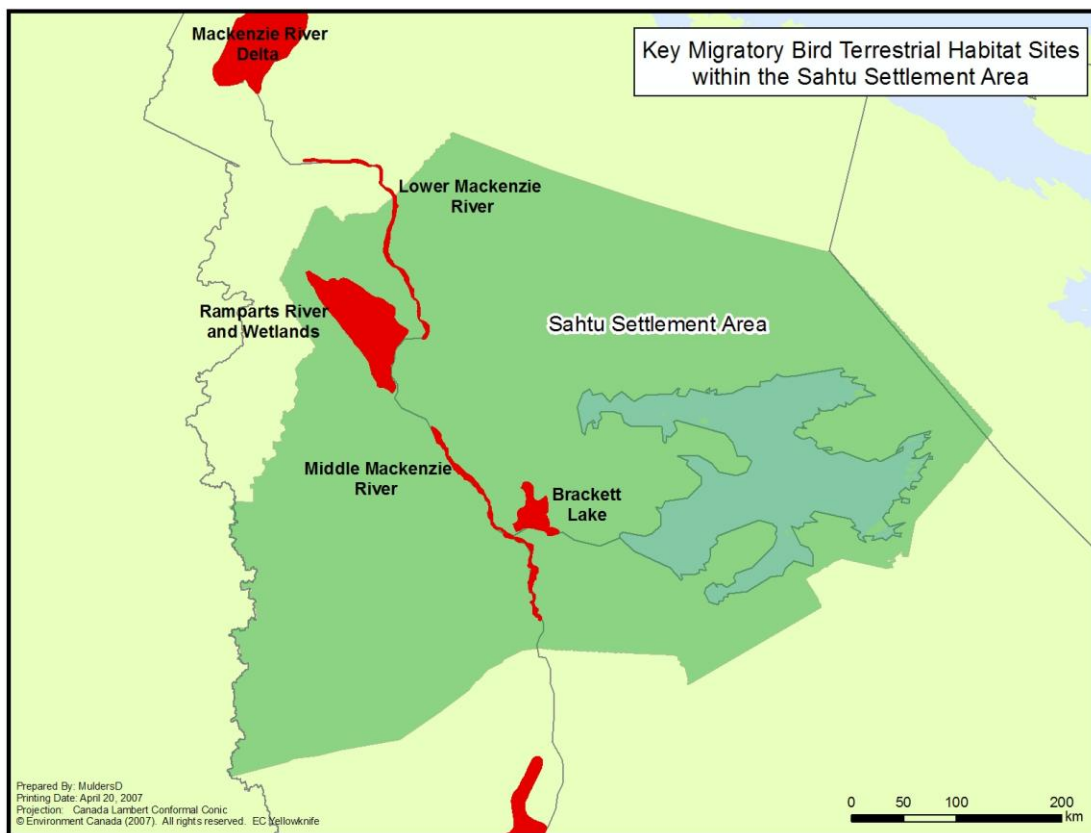 Key Migratory Bird Terrestrial Habitat Sites
within the Sahtu Settlement Area
Mackenzie River
Delta
Lower Mackenzie
River
Ramparts River
and Wetlands
Sahtu Settlement Area
Middle Mackenzie
River
Brackett
Lake
Prepared By: MuldersD
Printing Date: April 20, 2007
Projection: Canada Lambert Conformal Conic
© Environment Canada (2007). All rights reserved. EC Yellowknife
0 50 100 200
km